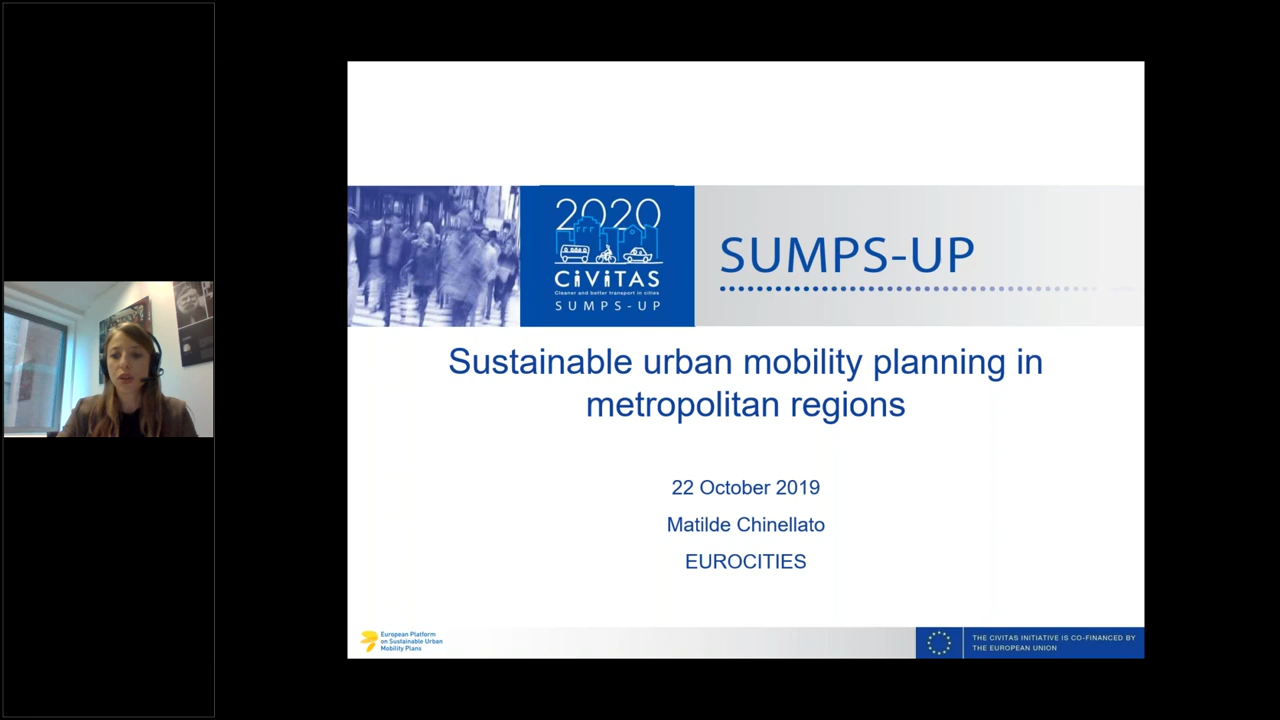 2020
CIVITAS
Cleaner and better transport in cities
SUMPS-UP
SUMPS-UP
Sustainable urban mobility planning in
metropolitan regions
22 October 2019
Matilde Chinellato
EUROCITIES
European Platform
on Sustainable Urban
Mobility Plans
THE CIVITAS INITIATIVE IS CO-FINANCED BY
THE EUROPEAN UNION